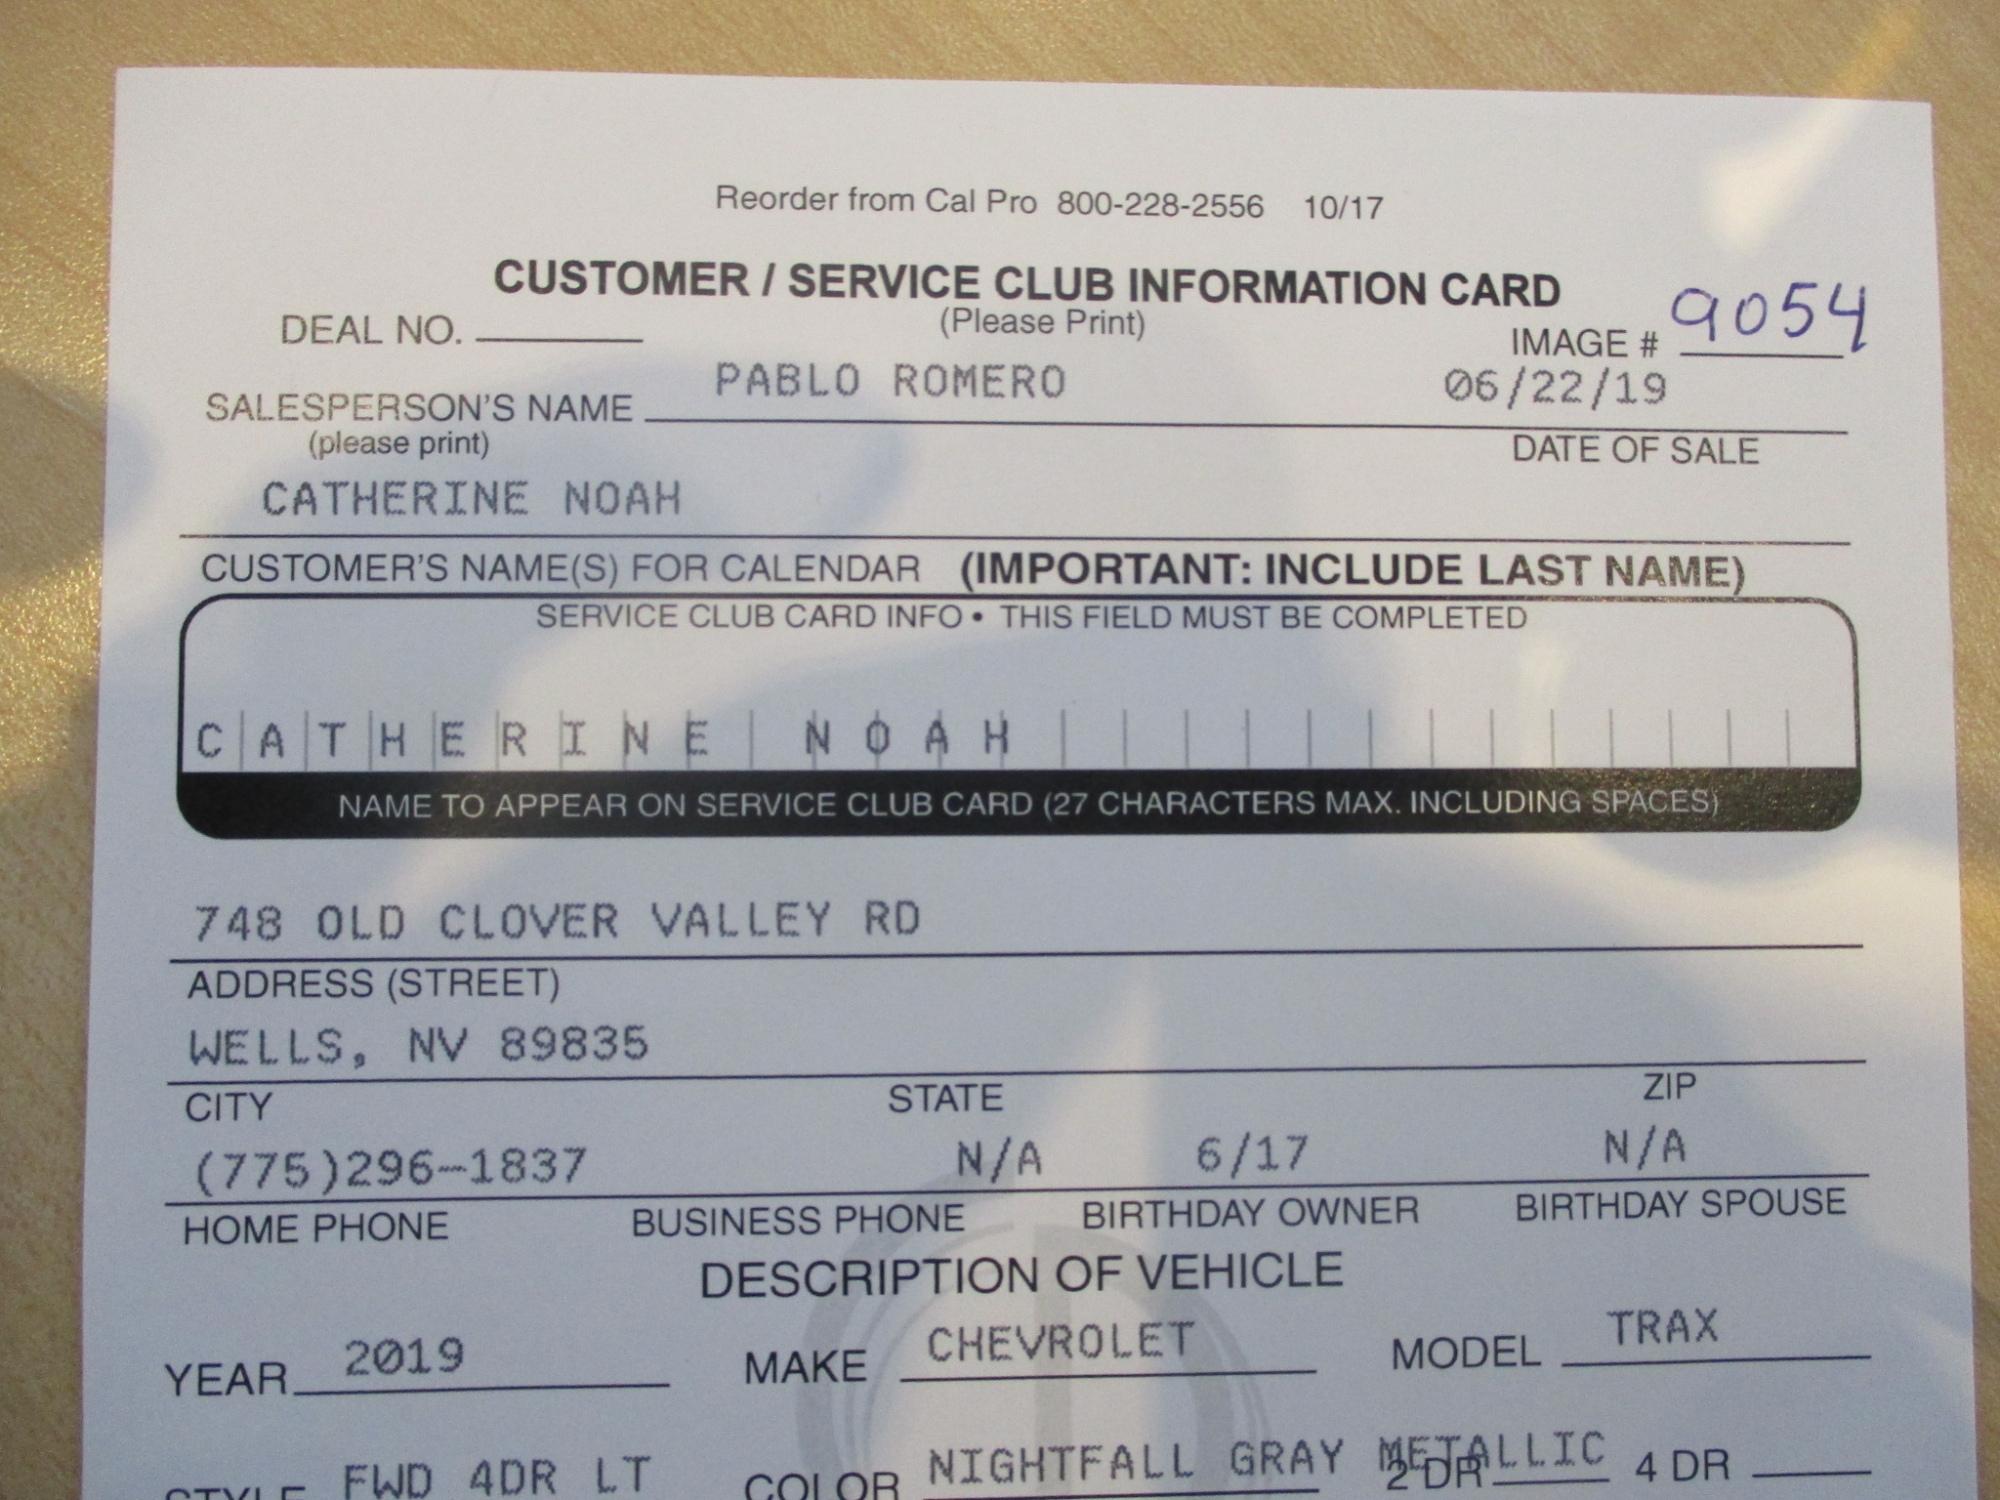 Reorder from Cal Pro 800-228-2556 10/17
CUSTOMER / SERVICE CLUB INFORMATION CARD
(Please Print)
DEAL NO.
IMAGE # 9054
SALESPERSON'S NAME PABLO ROMERO 06/22/19
(please print)
DATE OF SALE
CATHERINE NOAH
CUSTOMER'S NAME(S) FOR CALENDAR (IMPORTANT: INCLUDE LAST NAME)
SERVICE CLUB CARD INFO • THIS FIELD MUST BE COMPLETED
CATHERINE NOAH
NAME TO APPEAR ON SERVICE CLUB CARD (27 CHARACTERS MAX. INCLUDING SPACES)
748 OLD CLOVER VALLEY RD
ADDRESS (STREET)
WELLS, NV 89835
CITY STATE ZIP
(775)296-1837 N/A 6/17 N/A
HOME PHONE BUSINESS PHONE BIRTHDAY OWNER BIRTHDAY SPOUSE
DESCRIPTION OF VEHICLE
YEAR 2019 MAKE CHEVROLET MODEL TRAX
STYLE FWD 4DR LT COLOR NIGHTFALL GRAY METALLIC 2 DR 4 DR